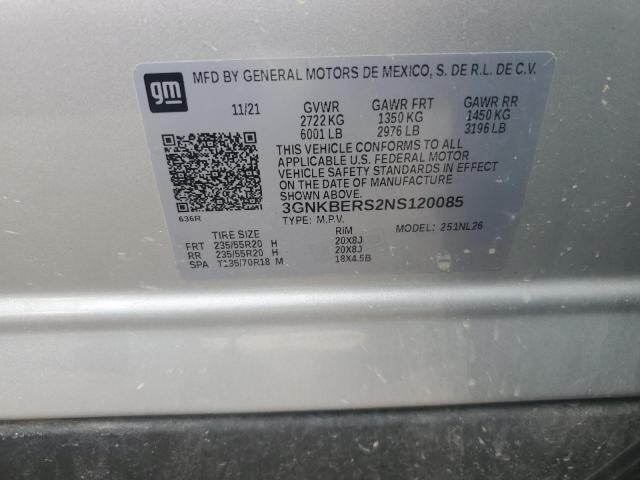 gm
MFD BY GENERAL MOTORS DE MEXICO, S. DE R.L. DE C.V.
11/21 GVWR GAWR FRT GAWR RR
2722 KG 1350 KG 1450 KG
6001 LB 2976 LB 3196 LB
THIS VEHICLE CONFORMS TO ALL
APPLICABLE U.S. FEDERAL MOTOR
VEHICLE SAFETY STANDARDS IN
EFFECT ON THE DATE OF MANUFACTURE
SHOWN ABOVE.
3GNKBERS2NS120085
TYPE: M.P.V. MODEL: 251NL26
636R
TIRE SIZE RIM
FRT 235/55R20 H 20X8J
RR 235/55R20 H 20X8J
SPA T135/70R18 M 18X4.5B